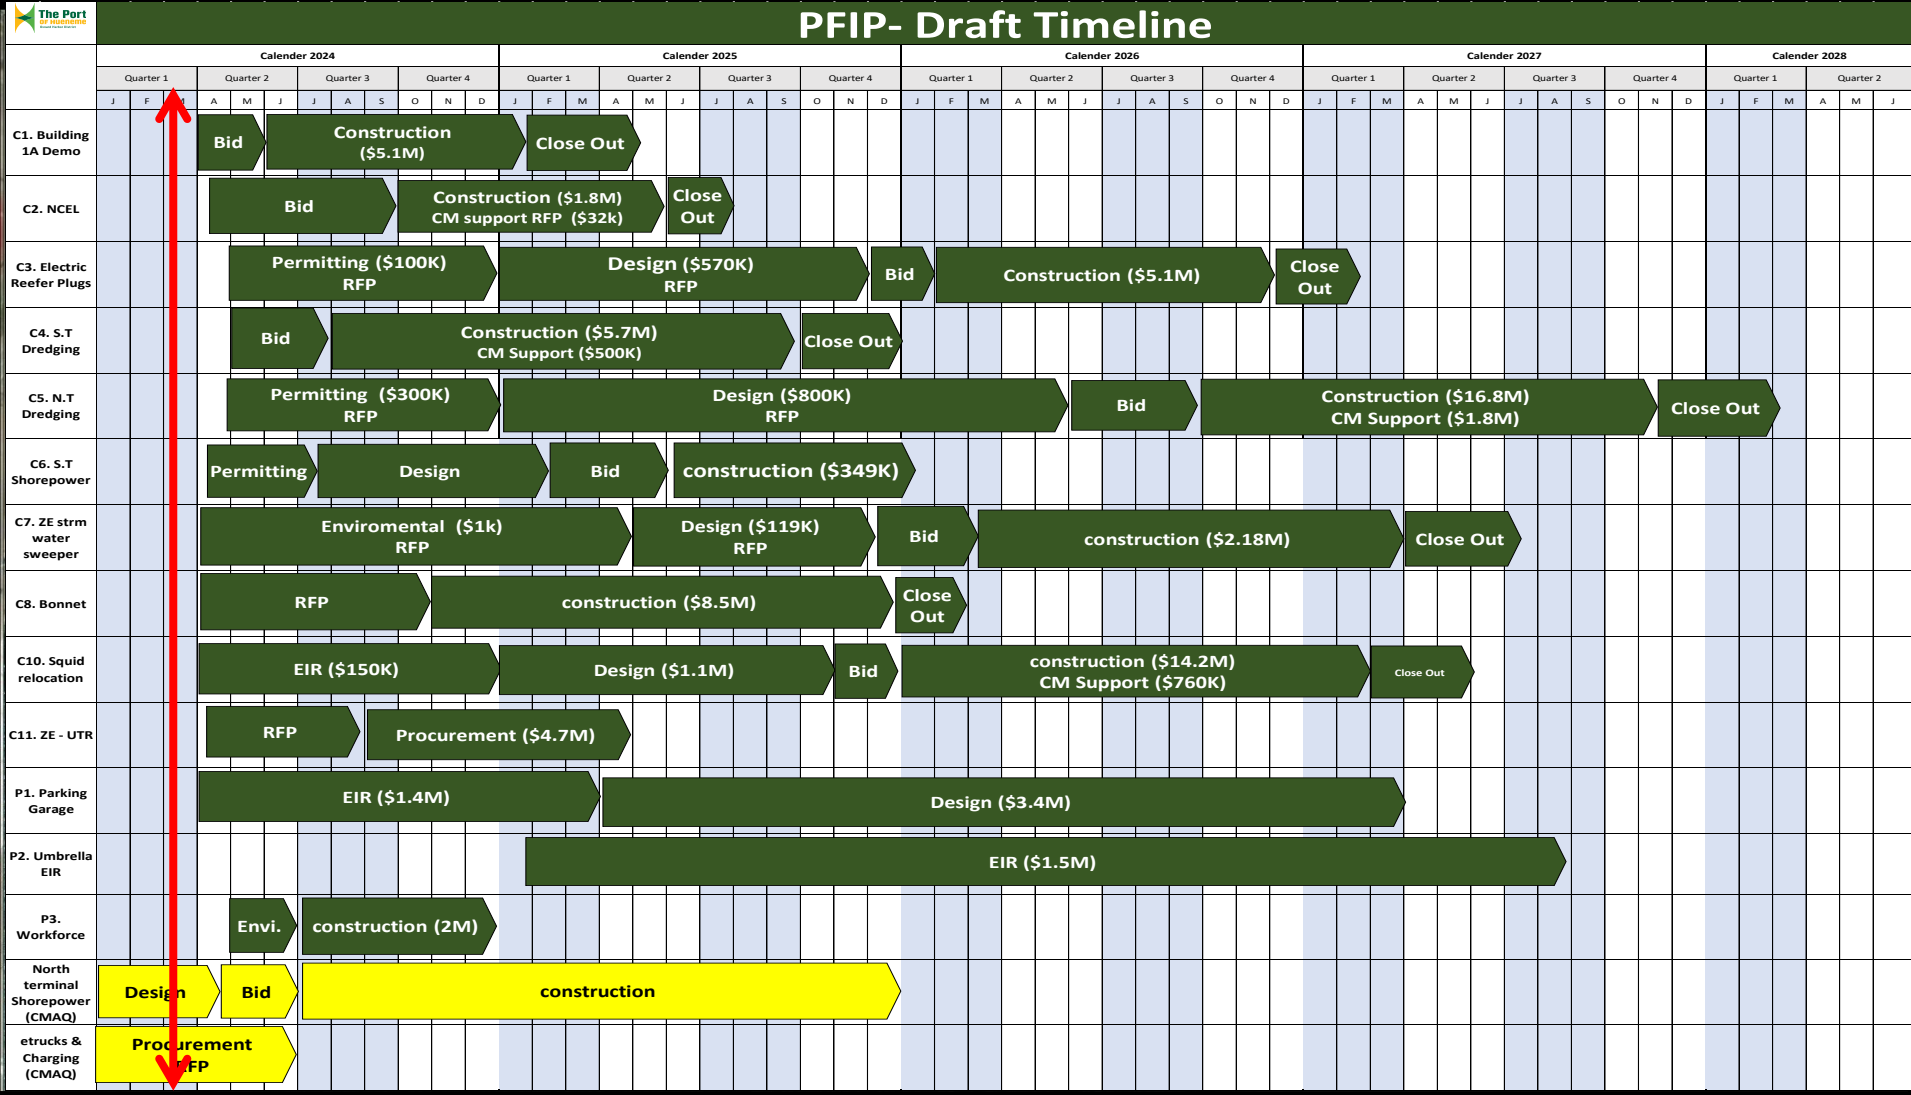 The Port
OF HUENEME
PFIP- Draft Timeline
Calender 2024
Calender 2025
Calender 2026
Calender 2027
Calender 2028
Quarter 1 Quarter 2 Quarter 3 Quarter 4 Quarter 1 Quarter 2 Quarter 3 Quarter 4 Quarter 1 Quarter 2 Quarter 3 Quarter 4 Quarter 1 Quarter 2 Quarter 3 Quarter 4 Quarter 1 Quarter 2
J F M A M J J A S O N D J F M A M J J A S O N D J F M A M J J A S O N D J F M A M J J A S O N D J F M A M J
C1. Building
1A Demo
Bid
Construction
($5.1M)
Close Out
C2. NCEL
Bid
Construction ($1.8M)
CM support RFP ($32k)
Close
Out
C3. Electric
Reefer Plugs
Permitting ($100K)
RFP
Design ($570K)
RFP
Bid
Construction ($5.1M)
Close
Out
C4. S.T
Dredging
Bid
Construction ($5.7M)
CM Support ($500K)
Close Out
C5. N.T
Dredging
Permitting ($300K)
RFP
Design ($800K)
RFP
Bid
Construction ($16.8M)
CM Support ($1.8M)
Close Out
C6. S.T
Shorepower
Permitting
Design
Bid
construction ($349K)
C7. ZE strm
water
sweeper
Enviromental ($1k)
RFP
Design ($119K)
RFP
Bid
construction ($2.18M)
Close Out
C8. Bonnet
RFP
construction ($8.5M)
Close
Out
C10. Squid
relocation
EIR ($150K)
Design ($1.1M)
Bid
construction ($14.2M)
CM Support ($760K)
Close Out
C11. ZE - UTR
RFP
Procurement ($4.7M)
P1. Parking
Garage
EIR ($1.4M)
Design ($3.4M)
P2. Umbrella
EIR
EIR ($1.5M)
P3.
Workforce
Envi.
construction (2M)
North
terminal
Shorepower
(CMAQ)
Design
Bid
construction
etrucks &
Charging
(CMAQ)
Procurement
RFP